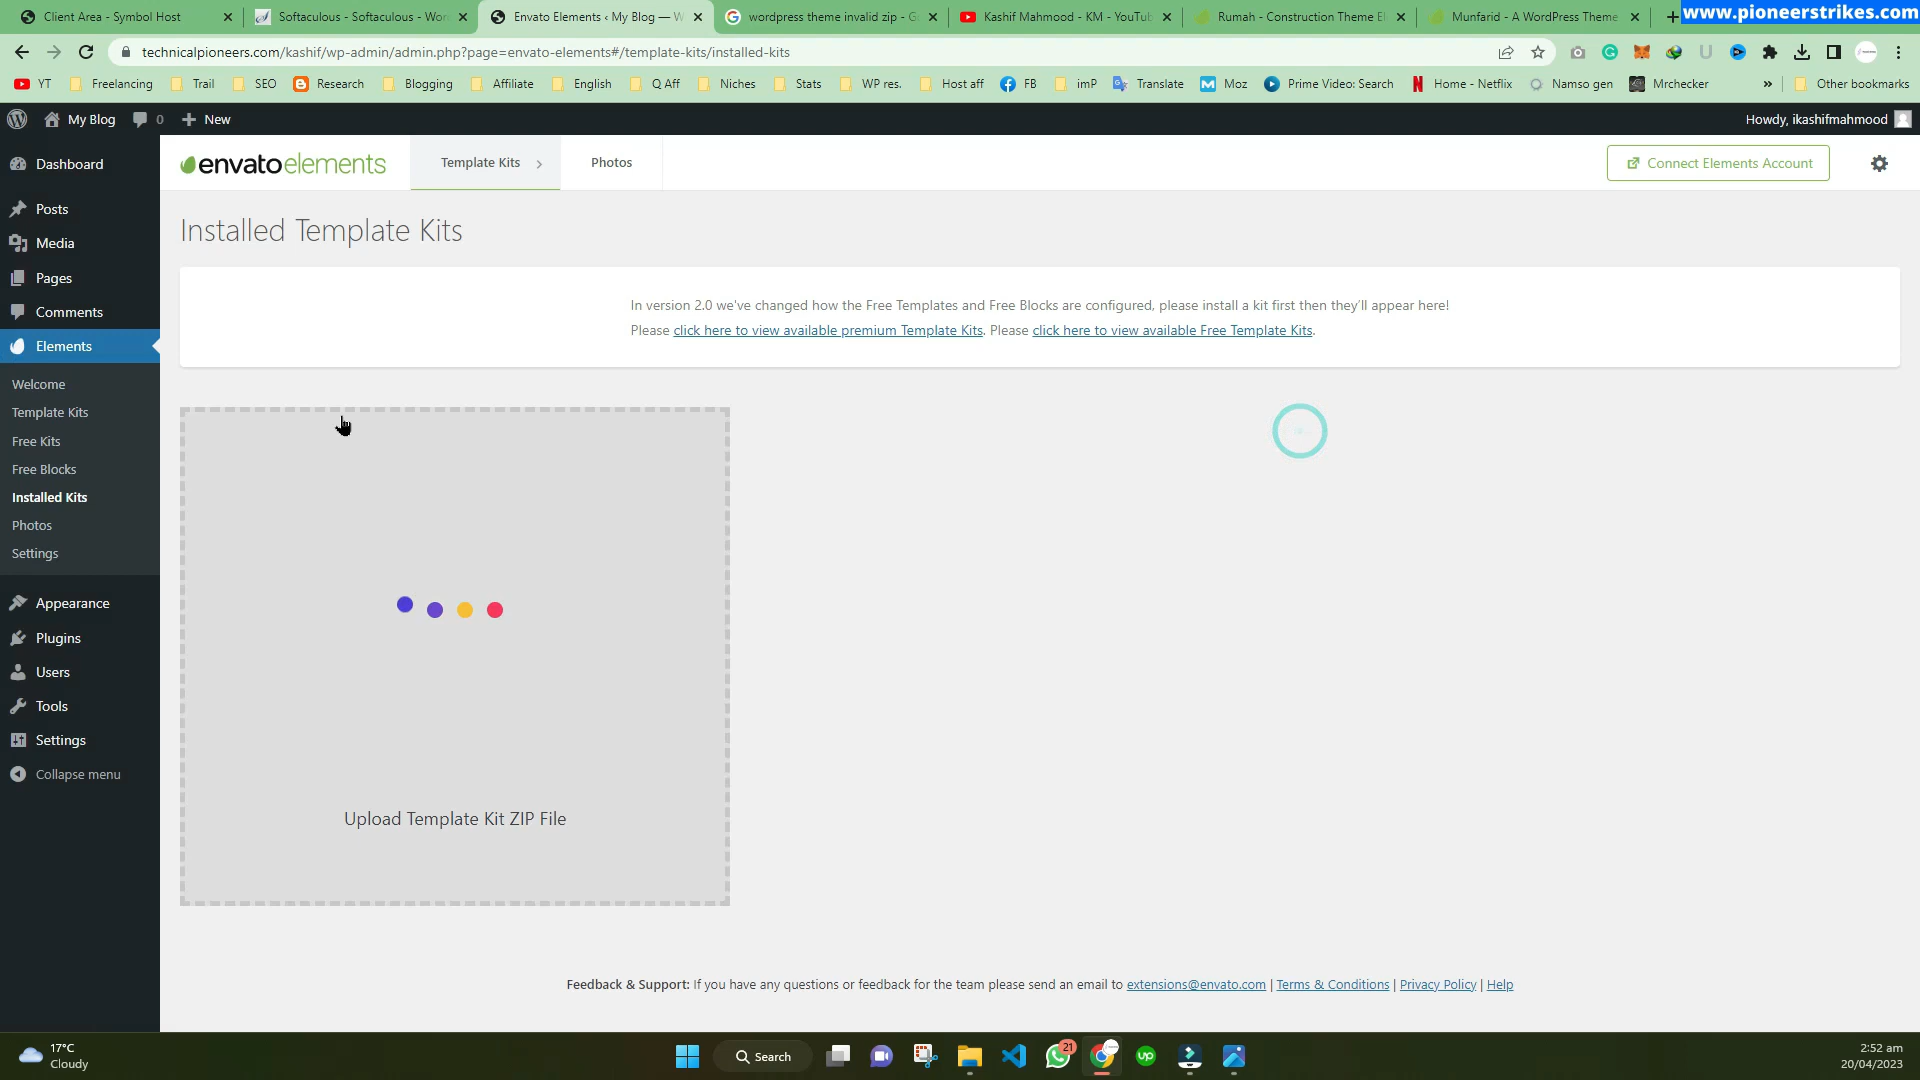 Client Area - Symbol Host
Softaculous - Softaculous - Wor
Envato Elements ‹ My Blog — W
wordpress theme invalid zip - G
Kashif Mahmood - KM - YouTub
Rumah - Construction Theme El
Munfarid - A WordPress Theme
www.pioneerstrikes.com
technicalpioneers.com/kashif/wp-admin/admin.php?page=envato-elements#/template-kits/installed-kits
YT
Freelancing
Trail
SEO
Research
Blogging
Affiliate
English
Q Aff
Niches
Stats
WP res.
Host aff
FB
imP
Translate
Moz
Prime Video: Search
Home - Netflix
Namso gen
Mrchecker
»
Other bookmarks
My Blog
0
New
Howdy, ikashifmahmood
Dashboard
Posts
Media
Pages
Comments
Elements
Welcome
Template Kits
Free Kits
Free Blocks
Installed Kits
Photos
Settings
Appearance
Plugins
Users
Tools
Settings
Collapse menu
envatoelements
Template Kits
Photos
Connect Elements Account
Installed Template Kits
In version 2.0 we've changed how the Free Templates and Free Blocks are configured, please install a kit first then they'll appear here!
Please click here to view available premium Template Kits. Please click here to view available Free Template Kits.
Upload Template Kit ZIP File
Feedback & Support: If you have any questions or feedback for the team please send an email to extensions@envato.com | Terms & Conditions | Privacy Policy | Help
17°C
Cloudy
Search
21
up
2:52 am
20/04/2023